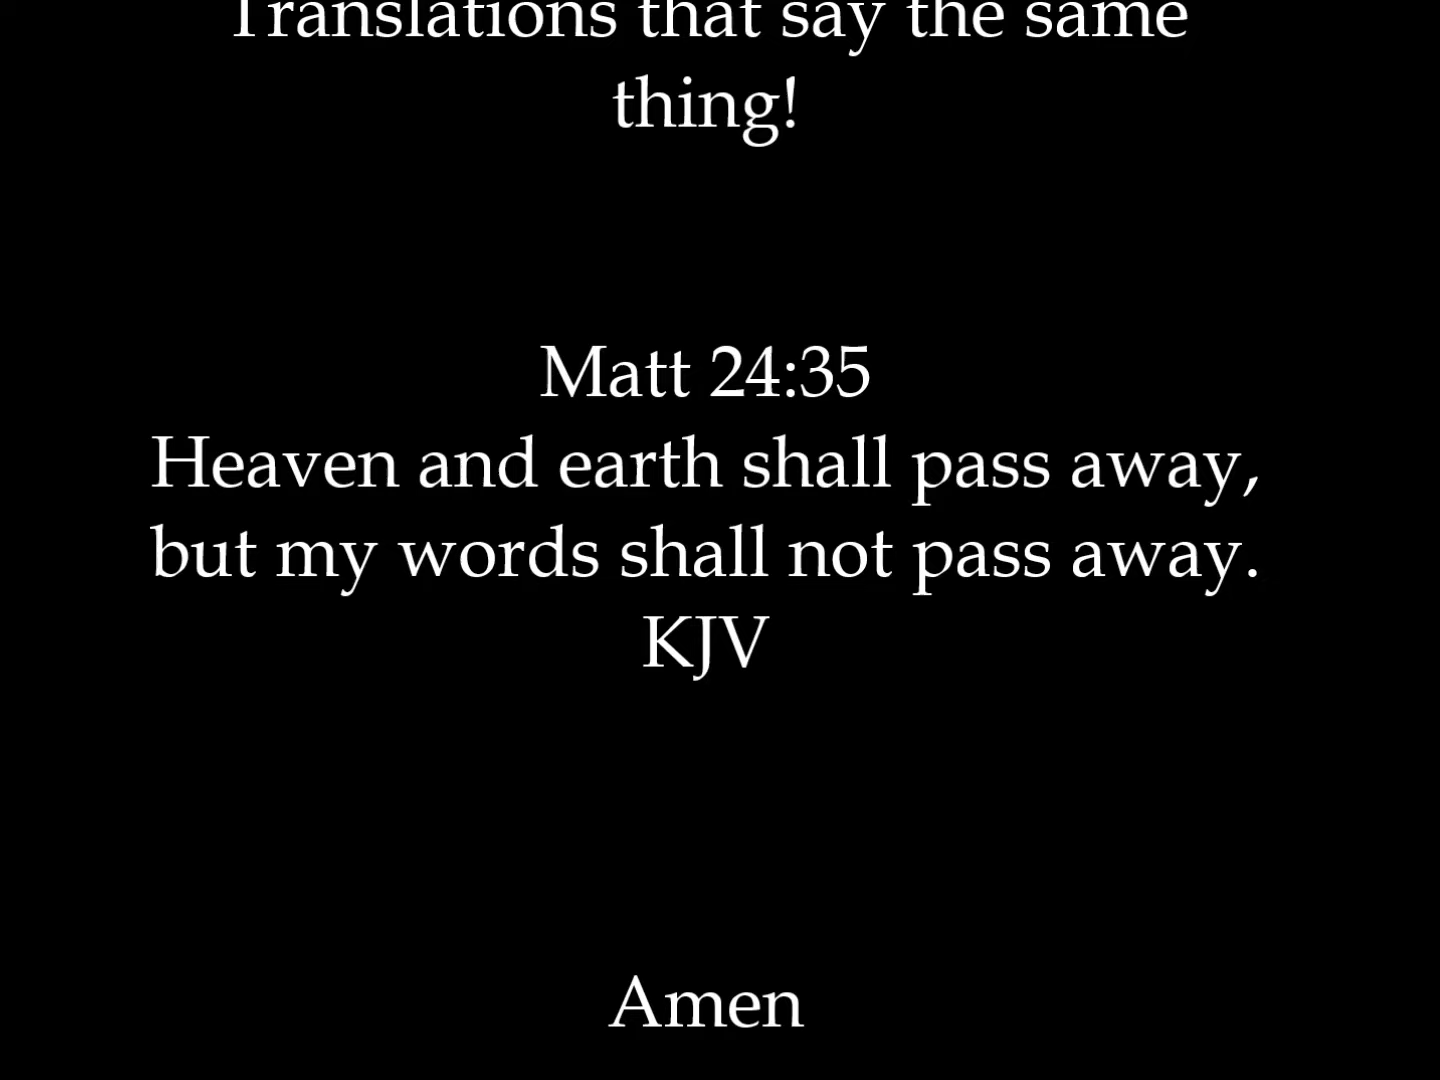 Translations that say the same
thing!
Matt 24:35
Heaven and earth shall pass away,
but my words shall not pass away.
KJV
Amen